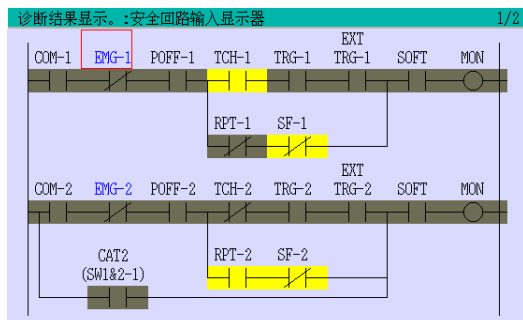 诊断结果显示。:安全回路输入显示器 1/2
EXT
COM-1 EMG-1 POFF-1 TCH-1 TRG-1 TRG-1 SOFT MON
RPT-1 SF-1
EXT
COM-2 EMG-2 POFF-2 TCH-2 TRG-2 TRG-2 SOFT MON
CAT2 RPT-2 SF-2
(SW1&2-1)